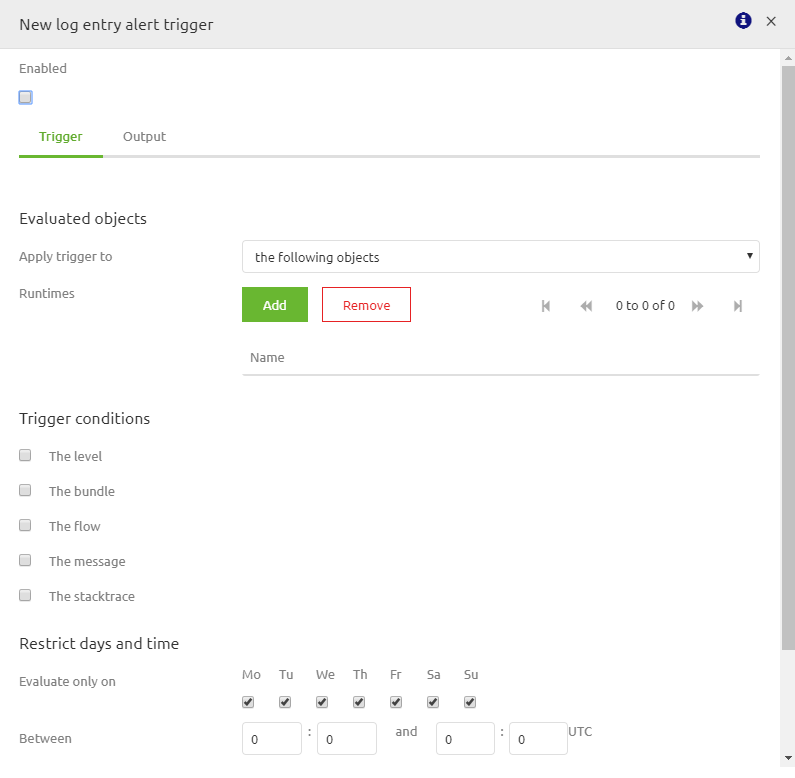 New log entry alert trigger
Enabled
Trigger Output
Evaluated objects
Apply trigger to the following objects
Runtimes Add Remove 0 to 0 of 0
Name
Trigger conditions
The level
The bundle
The flow
The message
The stacktrace
Restrict days and time
Mo Tu We Th Fr Sa Su
Evaluate only on
Between 0 : 0 and 0 : 0 UTC